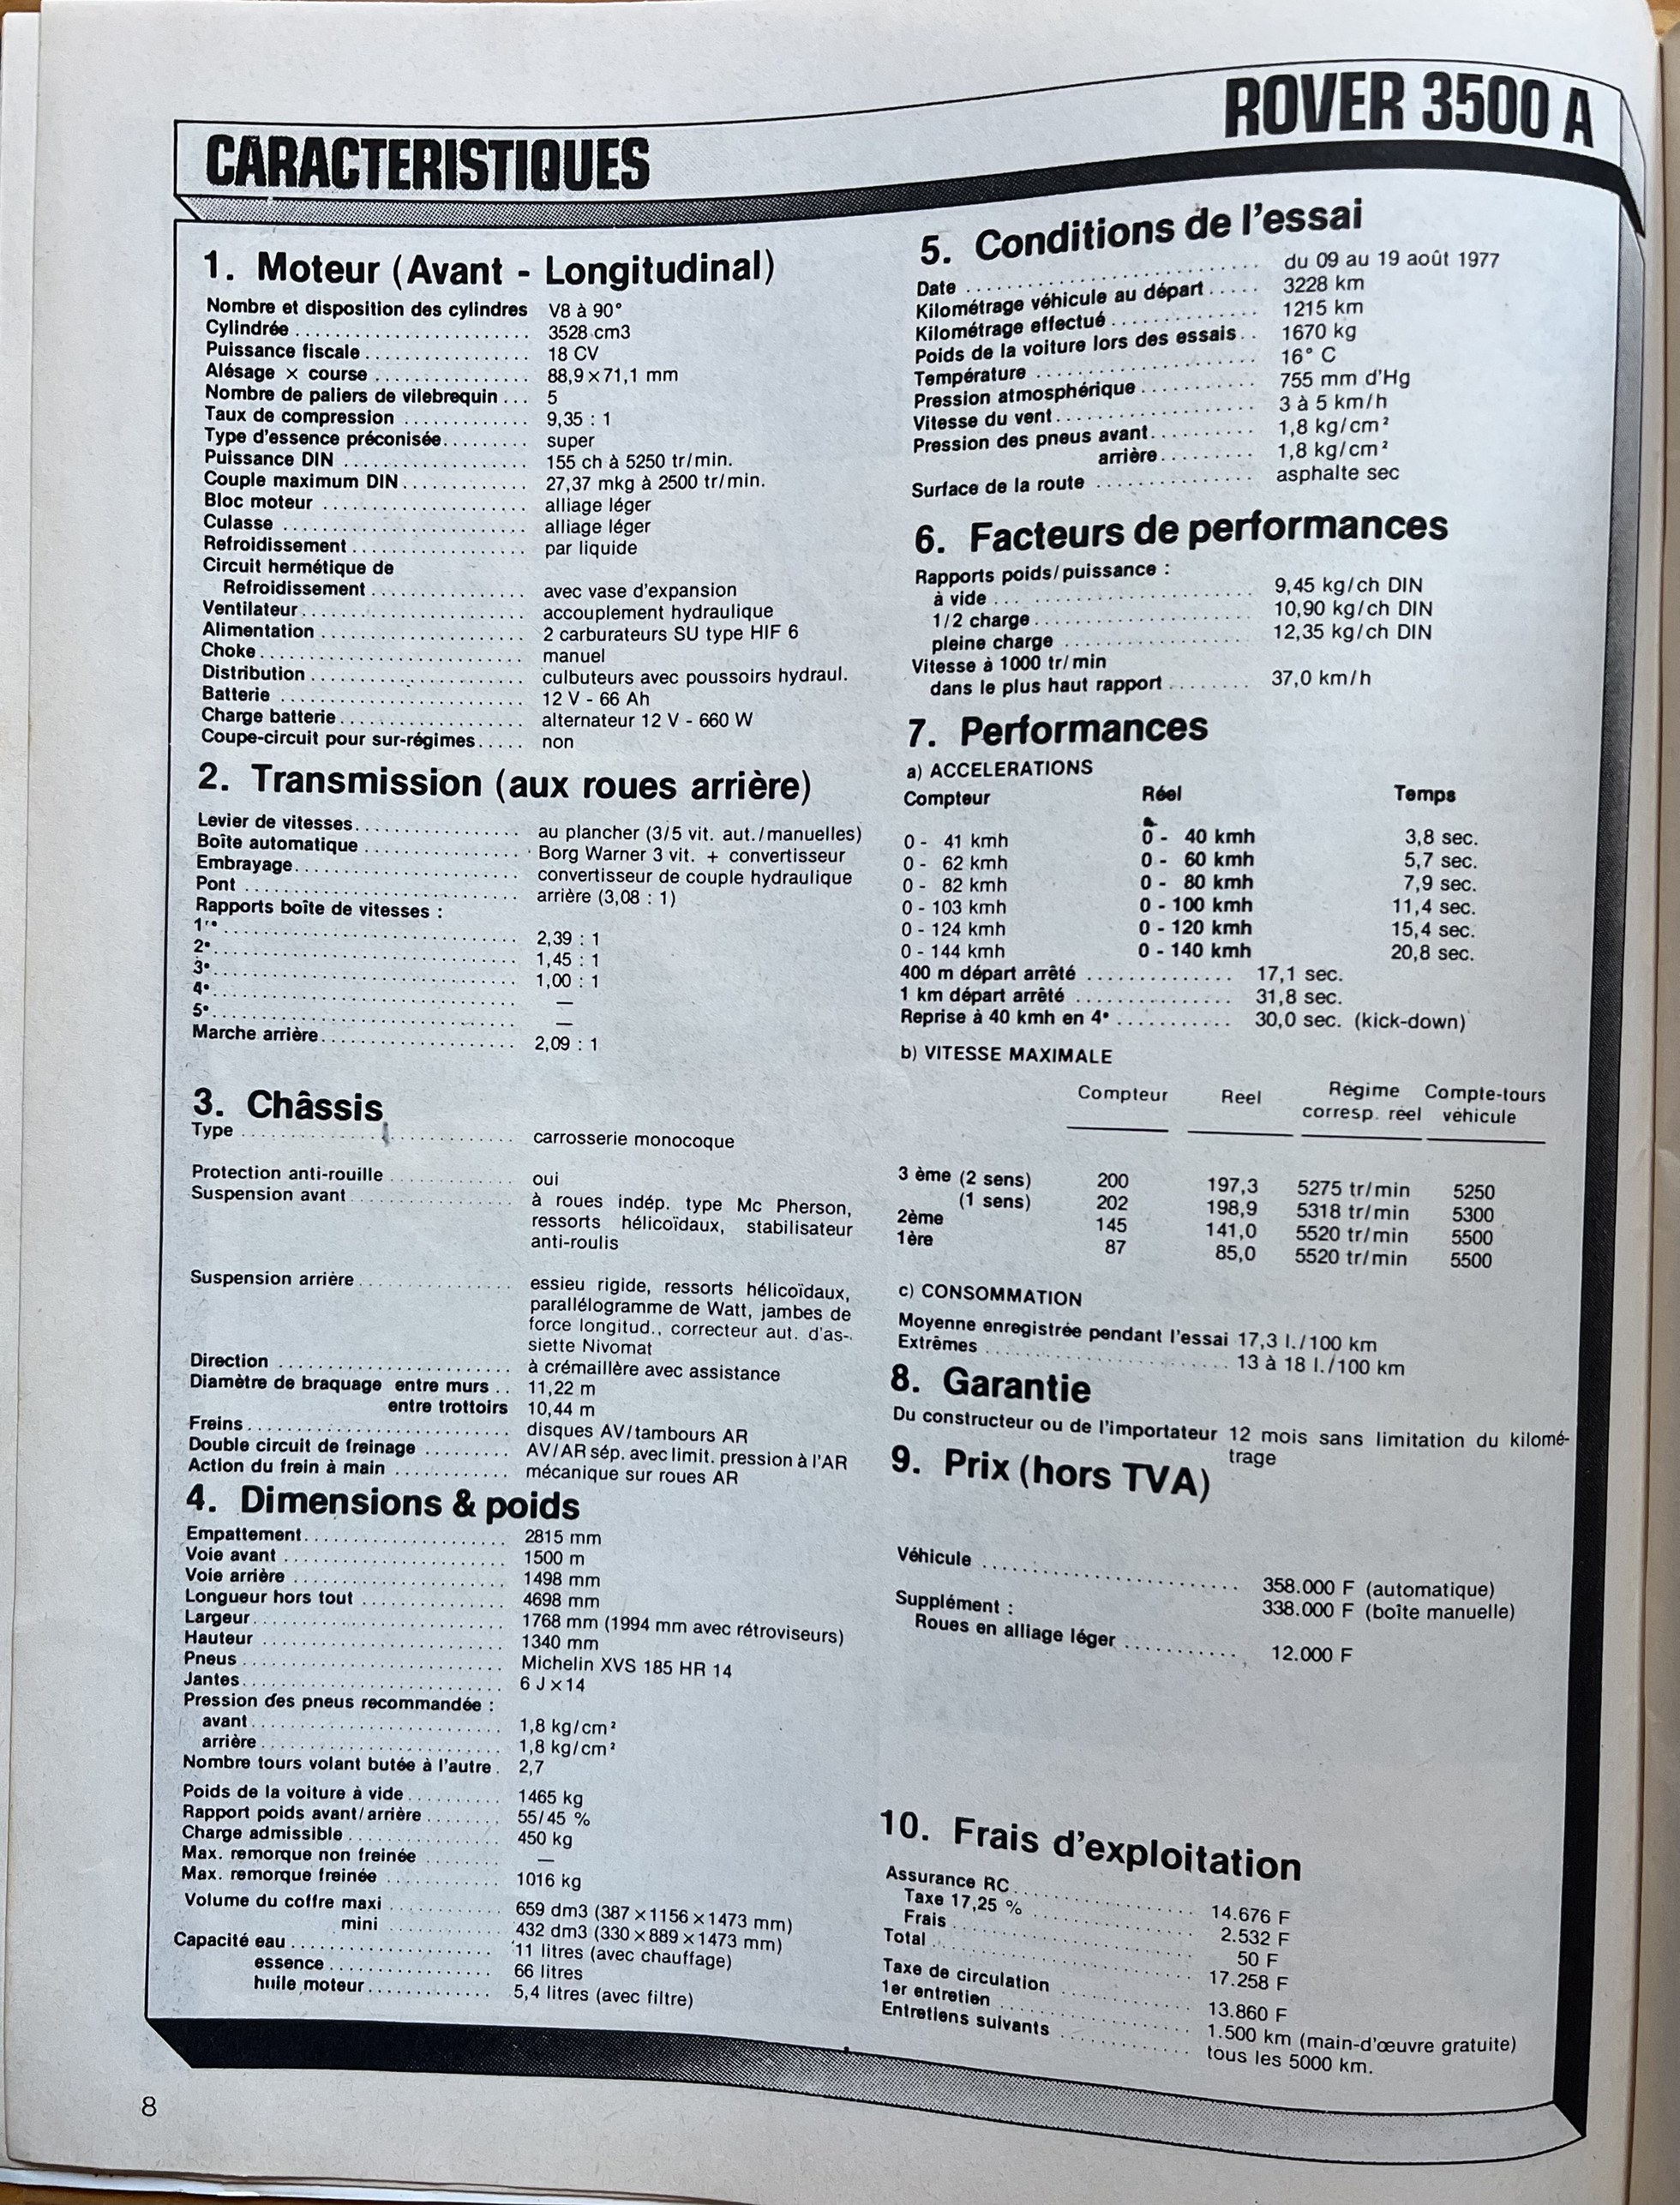 ROVER 3500 A
CARACTERISTIQUES
1. Moteur (Avant - Longitudinal)
Nombre et disposition des cylindres V8 à 90°
Cylindrée .......... 3528 cm3
Puissance fiscale .......... 18 CV
Alésage × course .......... 88,9×71,1 mm
Nombre de paliers de vilebrequin ... 5
Taux de compression .......... 9,35 : 1
Type d'essence préconisée .......... super
Puissance DIN .......... 155 ch à 5250 tr/min.
Couple maximum DIN .......... 27,37 mkg à 2500 tr/min.
Bloc moteur .......... alliage léger
Culasse .......... alliage léger
Refroidissement .......... par liquide
Circuit hermétique de
Refroidissement .......... avec vase d'expansion
Ventilateur .......... accouplement hydraulique
Alimentation .......... 2 carburateurs SU type HIF 6
Choke .......... manuel
Distribution .......... culbuteurs avec poussoirs hydraul.
Batterie .......... 12 V - 66 Ah
Charge batterie .......... alternateur 12 V - 660 W
Coupe-circuit pour sur-régimes ..... non
2. Transmission (aux roues arrière)
Levier de vitesses .......... au plancher (3/5 vit. aut./manuelles)
Boîte automatique .......... Borg Warner 3 vit. + convertisseur
Embrayage .......... convertisseur de couple hydraulique
Pont .......... arrière (3,08 : 1)
Rapports boîte de vitesses :
1re .......... 2,39 : 1
2e .......... 1,45 : 1
3e .......... 1,00 : 1
4e .......... —
5e .......... —
Marche arrière .......... 2,09 : 1
3. Châssis
Type .......... carrosserie monocoque
Protection anti-rouille .......... oui
Suspension avant .......... à roues indép. type Mc Pherson,
ressorts hélicoïdaux, stabilisateur
anti-roulis
Suspension arrière .......... essieu rigide, ressorts hélicoïdaux,
parallélogramme de Watt, jambes de
force longitud., correcteur aut. d'as-
siette Nivomat
Direction .......... à crémaillère avec assistance
Diamètre de braquage entre murs .. 11,22 m
entre trottoirs 10,44 m
Freins .......... disques AV/tambours AR
Double circuit de freinage .......... AV/AR sép. avec limit. pression à l'AR
Action du frein à main .......... mécanique sur roues AR
4. Dimensions & poids
Empattement .......... 2815 mm
Voie avant .......... 1500 m
Voie arrière .......... 1498 mm
Longueur hors tout .......... 4698 mm
Largeur .......... 1768 mm (1994 mm avec rétroviseurs)
Hauteur .......... 1340 mm
Pneus .......... Michelin XVS 185 HR 14
Jantes .......... 6 J×14
Pression des pneus recommandée :
avant .......... 1,8 kg/cm²
arrière .......... 1,8 kg/cm²
Nombre tours volant butée à l'autre . 2,7
Poids de la voiture à vide .......... 1465 kg
Rapport poids avant/arrière .......... 55/45 %
Charge admissible .......... 450 kg
Max. remorque non freinée .......... —
Max. remorque freinée .......... 1016 kg
Volume du coffre maxi .......... 659 dm3 (387×1156×1473 mm)
mini .......... 432 dm3 (330×889×1473 mm)
Capacité eau .......... 11 litres (avec chauffage)
essence .......... 66 litres
huile moteur .......... 5,4 litres (avec filtre)
5. Conditions de l'essai
Date .......... du 09 au 19 août 1977
Kilométrage véhicule au départ ..... 3228 km
Kilométrage effectué .......... 1215 km
Poids de la voiture lors des essais .. 1670 kg
Température .......... 16° C
Pression atmosphérique .......... 755 mm d'Hg
Vitesse du vent .......... 3 à 5 km/h
Pression des pneus avant .......... 1,8 kg/cm²
arrière .......... 1,8 kg/cm²
Surface de la route .......... asphalte sec
6. Facteurs de performances
Rapports poids/puissance :
à vide .......... 9,45 kg/ch DIN
1/2 charge .......... 10,90 kg/ch DIN
pleine charge .......... 12,35 kg/ch DIN
Vitesse à 1000 tr/min
dans le plus haut rapport ........ 37,0 km/h
7. Performances
a) ACCELERATIONS
Compteur Réel Temps
0 - 41 kmh 0 - 40 kmh 3,8 sec.
0 - 62 kmh 0 - 60 kmh 5,7 sec.
0 - 82 kmh 0 - 80 kmh 7,9 sec.
0 - 103 kmh 0 - 100 kmh 11,4 sec.
0 - 124 kmh 0 - 120 kmh 15,4 sec.
0 - 144 kmh 0 - 140 kmh 20,8 sec.
400 m départ arrêté .......... 17,1 sec.
1 km départ arrêté .......... 31,8 sec.
Reprise à 40 kmh en 4e .......... 30,0 sec. (kick-down)
b) VITESSE MAXIMALE
Compteur Réel Régime corresp. réel Compte-tours véhicule
3 ème (2 sens) 200 197,3 5275 tr/min 5250
(1 sens) 202 198,9 5318 tr/min 5300
2ème 145 141,0 5520 tr/min 5500
1ère 87 85,0 5520 tr/min 5500
c) CONSOMMATION
Moyenne enregistrée pendant l'essai 17,3 l./100 km
Extrêmes .......... 13 à 18 l./100 km
8. Garantie
Du constructeur ou de l'importateur 12 mois sans limitation du kilomé-
trage
9. Prix (hors TVA)
Véhicule .......... 358.000 F (automatique)
338.000 F (boîte manuelle)
Supplément :
Roues en alliage léger .......... 12.000 F
10. Frais d'exploitation
Assurance RC .......... 14.676 F
Taxe 17,25 % .......... 2.532 F
Frais .......... 50 F
Total .......... 17.258 F
Taxe de circulation .......... 13.860 F
1er entretien .......... 1.500 km (main-d'œuvre gratuite)
Entretiens suivants .......... tous les 5000 km.
8